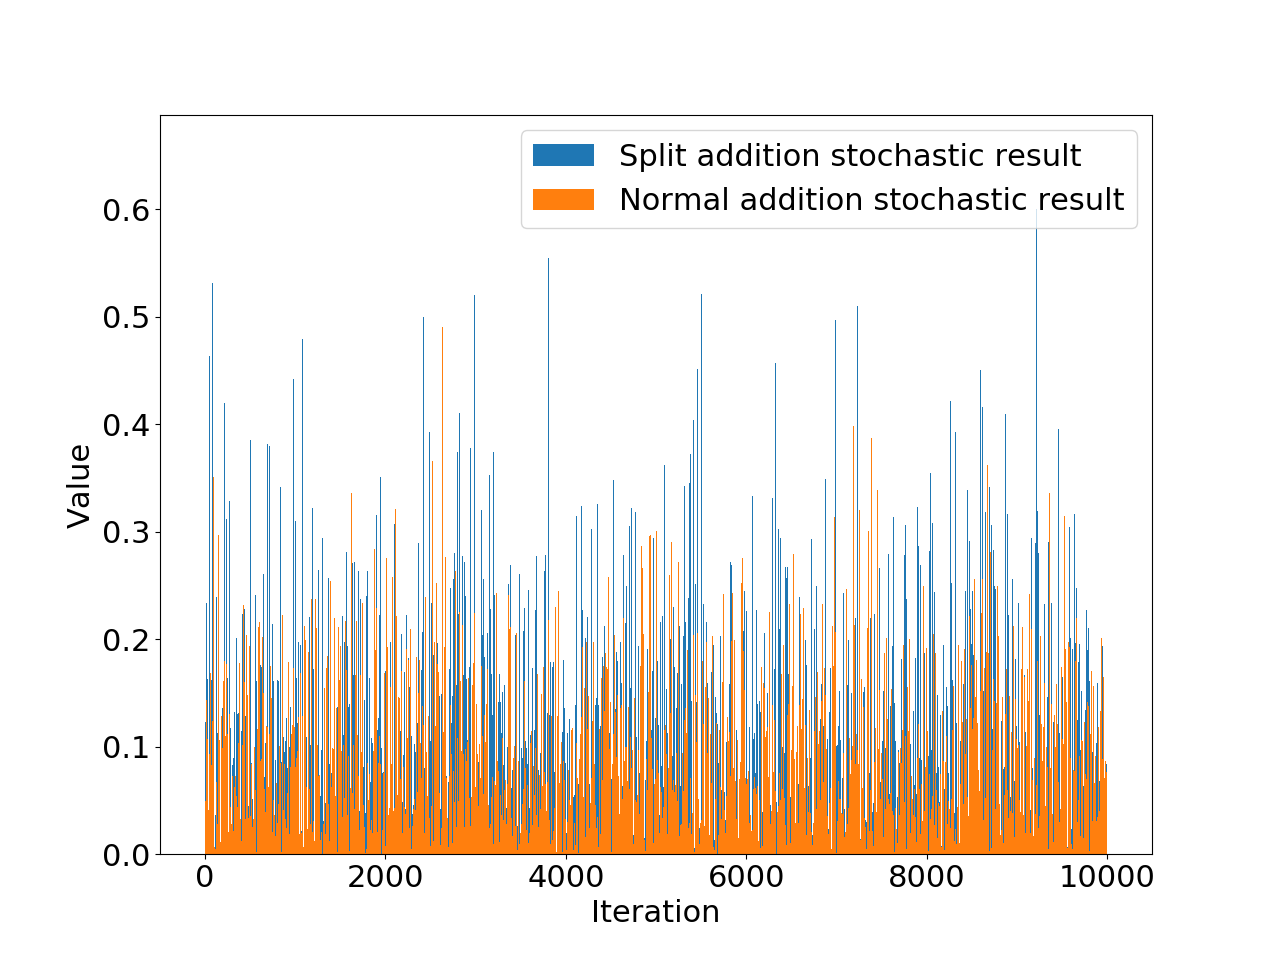 Split addition stochastic result
Normal addition stochastic result
0.6
0.5
0.4
0.3
0.2
0.1
0.0
Value
0 2000 4000 6000 8000 10000
Iteration